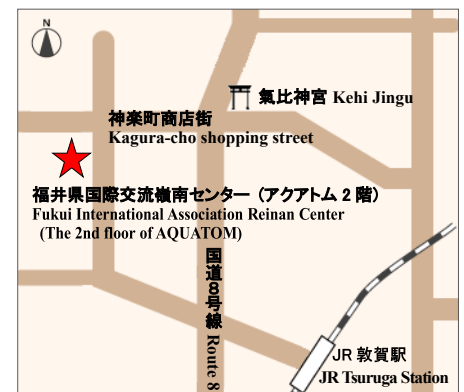 N
氣比神宮 Kehi Jingu
神楽町商店街
Kagura-cho shopping street
福井県国際交流嶺南センター (アクアトム2階)
Fukui International Association Reinan Center
(The 2nd floor of AQUATOM)
国道8号線 Route 8
JR 敦賀駅
JR Tsuruga Station